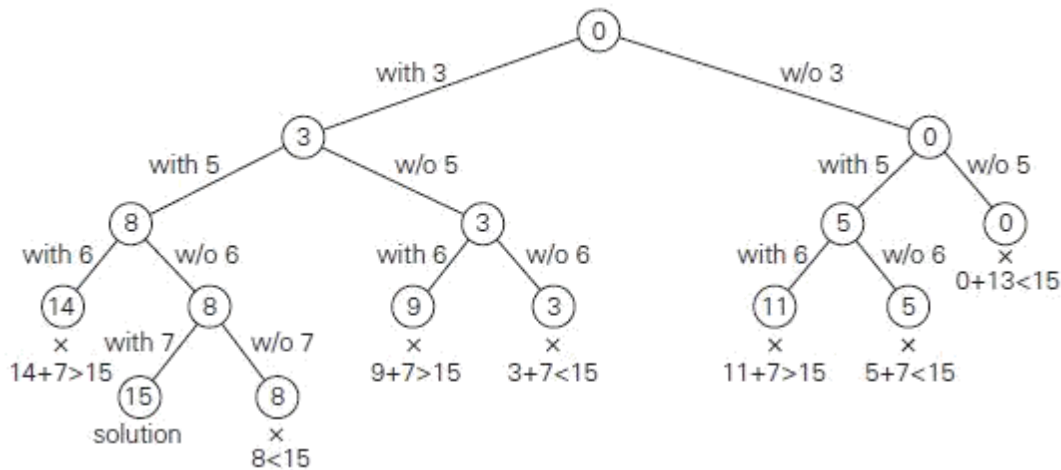 0
with 3
w/o 3
3
0
with 5
w/o 5
with 5
w/o 5
8
3
5
0
with 6
w/o 6
with 6
w/o 6
with 6
w/o 6
×
0+13<15
14
8
9
3
11
5
×
with 7
w/o 7
×
×
×
×
14+7>15
9+7>15
3+7<15
11+7>15
5+7<15
15
8
solution
×
8<15